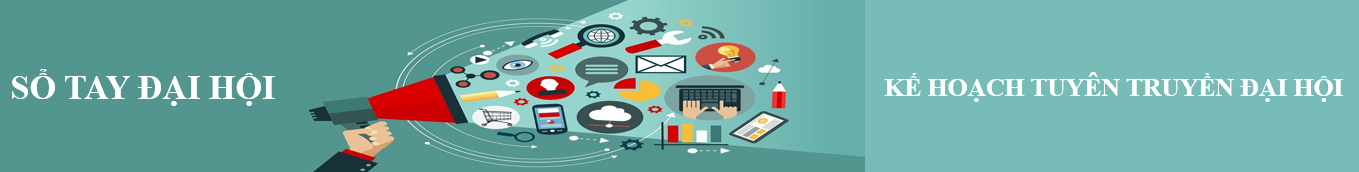 SỔ TAY ĐẠI HỘI
KẾ HOẠCH TUYÊN TRUYỀN ĐẠI HỘI